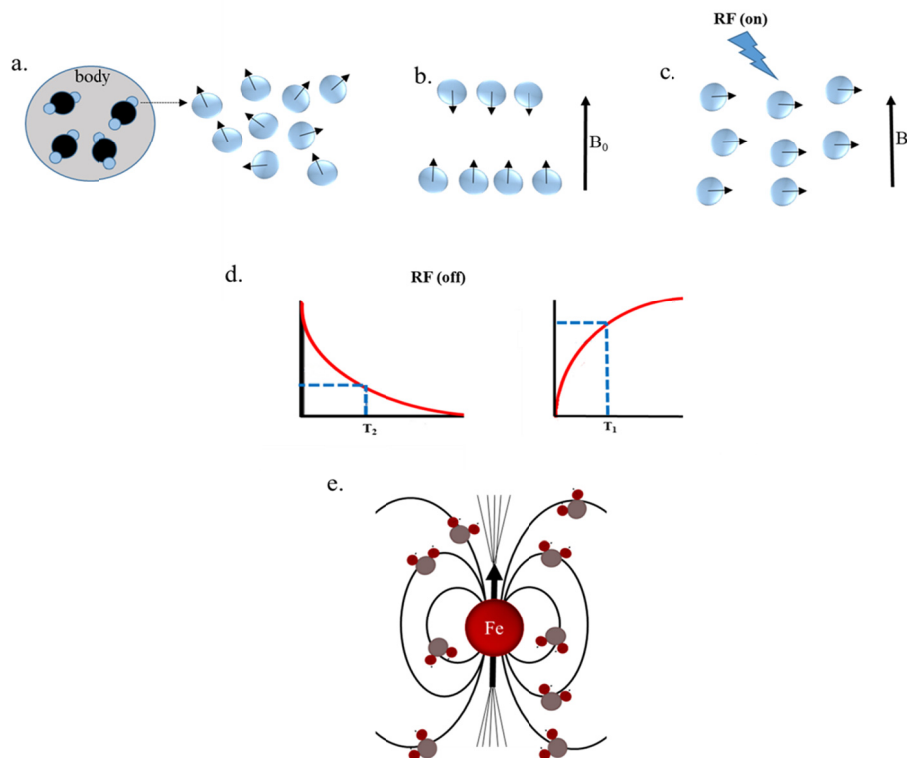 a.
body
b.
B0
c.
RF (on)
B
d.
RF (off)
T2
T1
e.
Fe